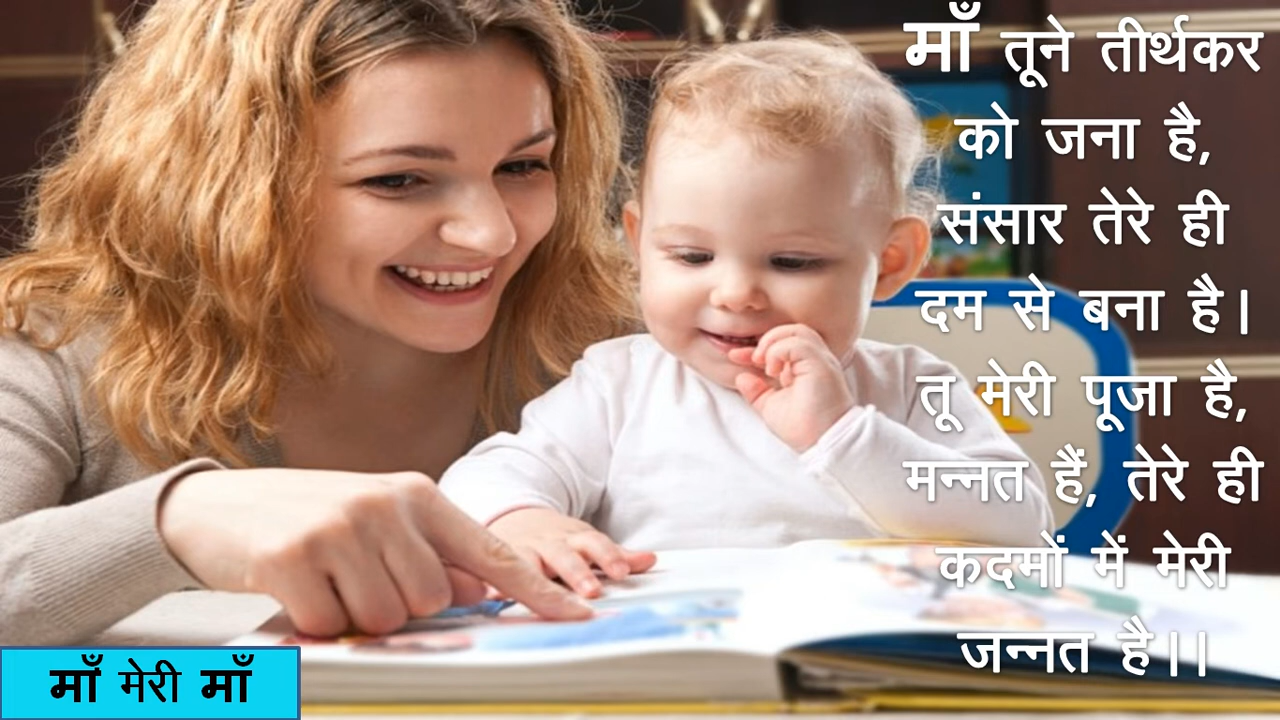 माँ तूने तीर्थकर
को जना है,
संसार तेरे ही
दम से बना है।
तू मेरी पूजा है,
मन्नत हैं, तेरे ही
कदमों में मेरी
जन्नत है।।
माँ मेरी माँ